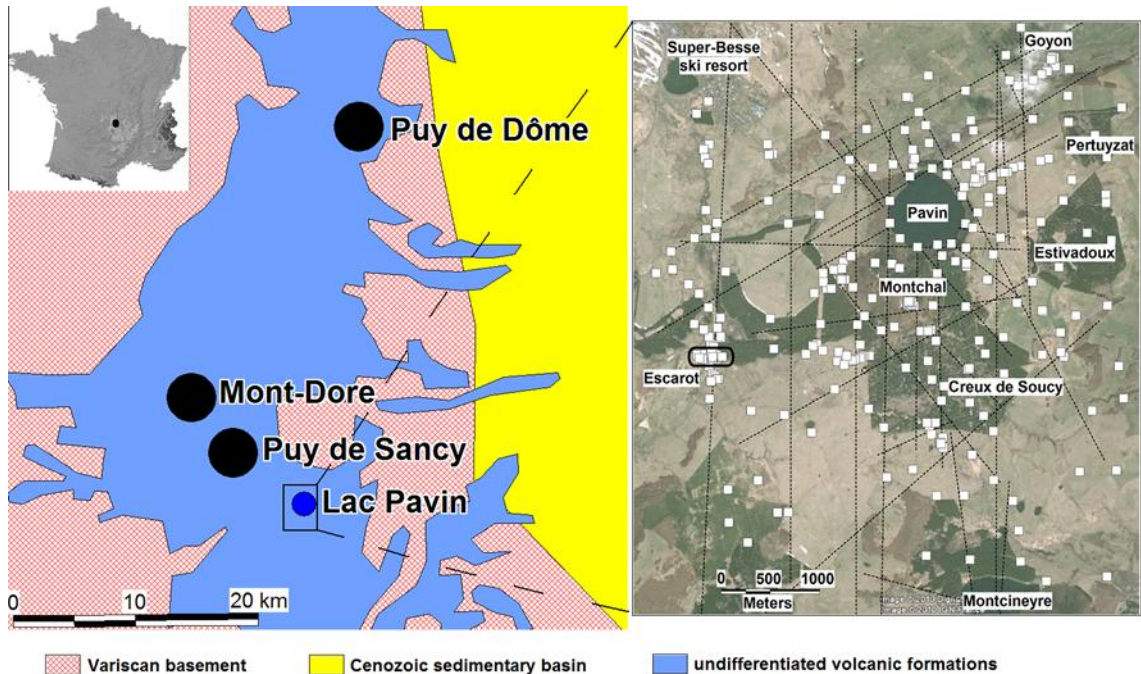 Puy de Dôme
Mont-Dore
Puy de Sancy
Lac Pavin
0 10 20 km
Super-Besse
ski resort
Goyon
Pertuyzat
Pavin
Estivadoux
Montchal
Escarot
Creux de Soucy
0 500 1000
Meters
Montcineyre
Variscan basement
Cenozoic sedimentary basin
undifferentiated volcanic formations